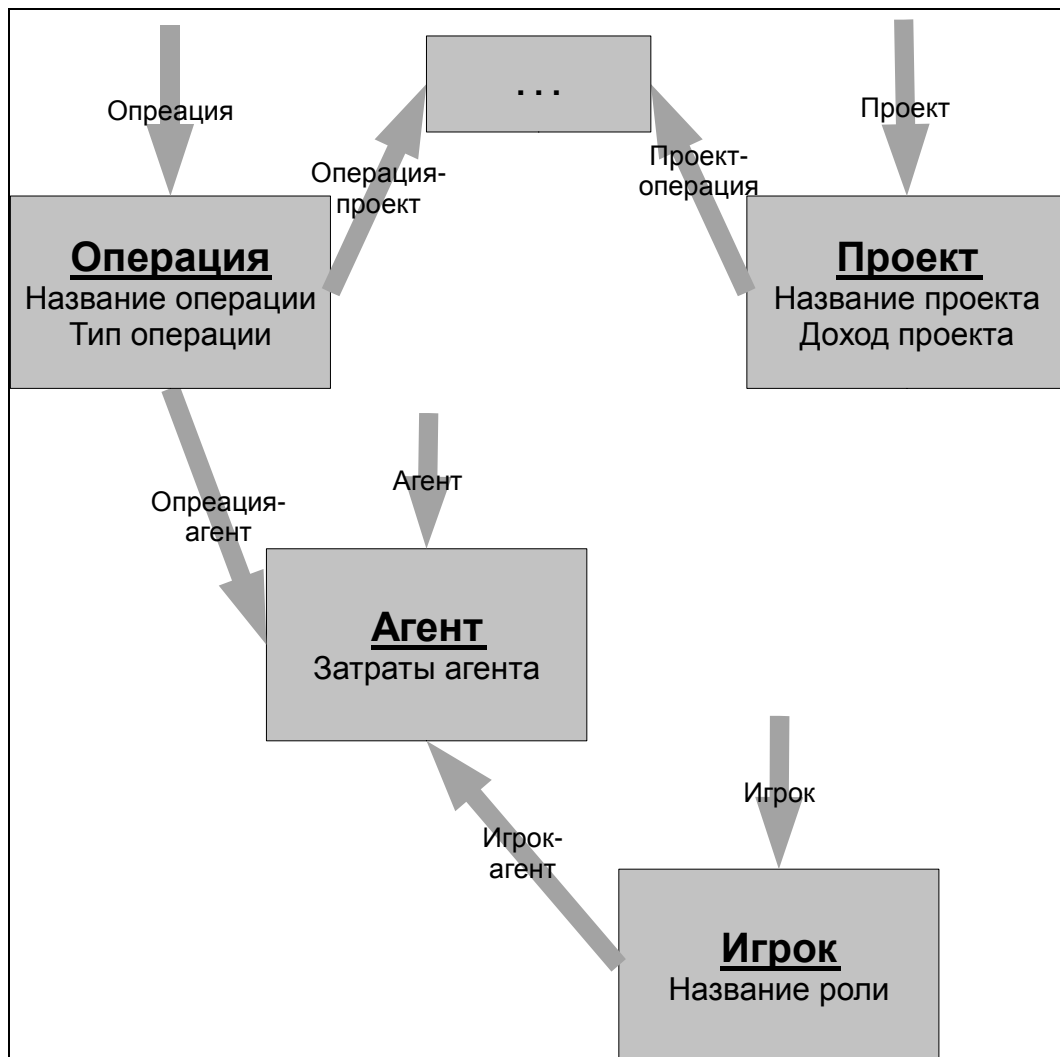 . . .
Опреация
Проект
Операция-
проект
Проект-
операция
Операция
Название операции
Тип операции
Проект
Название проекта
Доход проекта
Опреация-
агент
Агент
Агент
Затраты агента
Игрок
Игрок-
агент
Игрок
Название роли